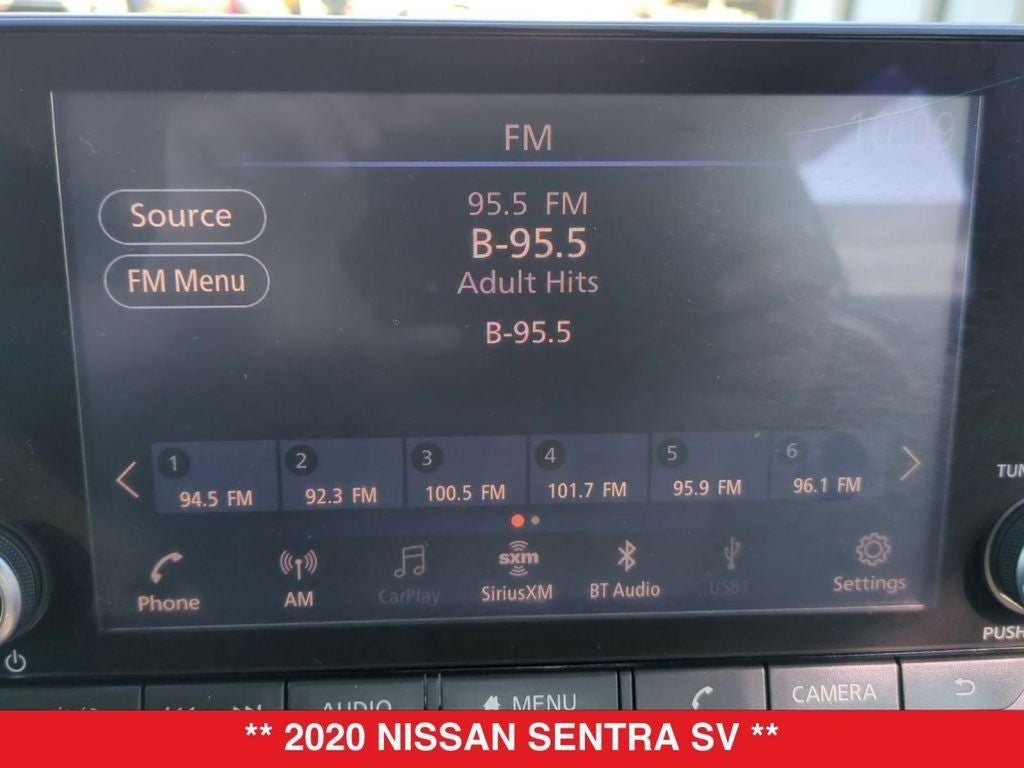 FM
10:09
Source
95.5 FM
B-95.5
FM Menu
Adult Hits
B-95.5
1 2 3 4 5 6
94.5 FM 92.3 FM 100.5 FM 101.7 FM 95.9 FM 96.1 FM
TUN
sxm
Phone AM CarPlay SiriusXM BT Audio USB1 Settings
PUSH
AUDIO MENU CAMERA
** 2020 NISSAN SENTRA SV **